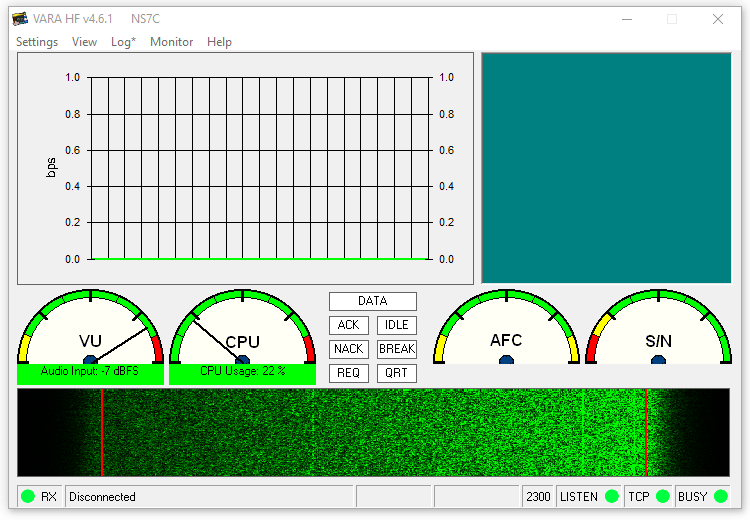 VARA HF v4.6.1 NS7C
Settings View Log* Monitor Help
1.0 1.0
0.8 0.8
0.6 0.6
bps
0.4 0.4
0.2 0.2
0.0 0.0
VU
Audio Input: -7 dBFS
CPU
CPU Usage: 22 %
DATA
ACK IDLE
NACK BREAK
REQ QRT
AFC
S/N
RX Disconnected 2300 LISTEN TCP BUSY